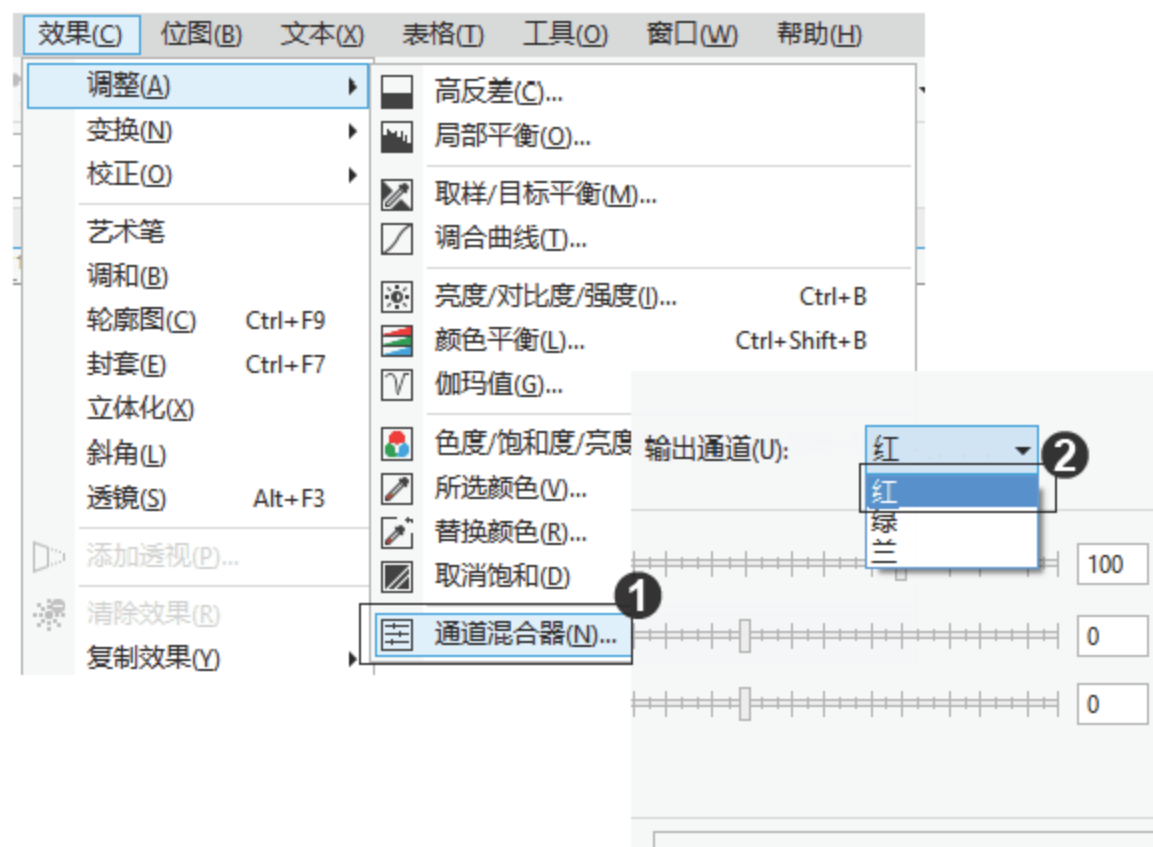 效果(C) 位图(B) 文本(X) 表格(T) 工具(O) 窗口(W) 帮助(H)
调整(A)
变换(N)
校正(O)
艺术笔
调和(B)
轮廓图(C) Ctrl+F9
封套(E) Ctrl+F7
立体化(X)
斜角(L)
透镜(S) Alt+F3
添加透视(P)...
清除效果(R)
复制效果(Y)
高反差(C)...
局部平衡(O)...
取样/目标平衡(M)...
调合曲线(T)...
亮度/对比度/强度(I)... Ctrl+B
颜色平衡(L)... Ctrl+Shift+B
伽玛值(G)...
色度/饱和度/亮度
所选颜色(V)...
替换颜色(R)...
取消饱和(D)
通道混合器(N)...
1
输出通道(U): 红
2
红
绿
兰
100
0
0